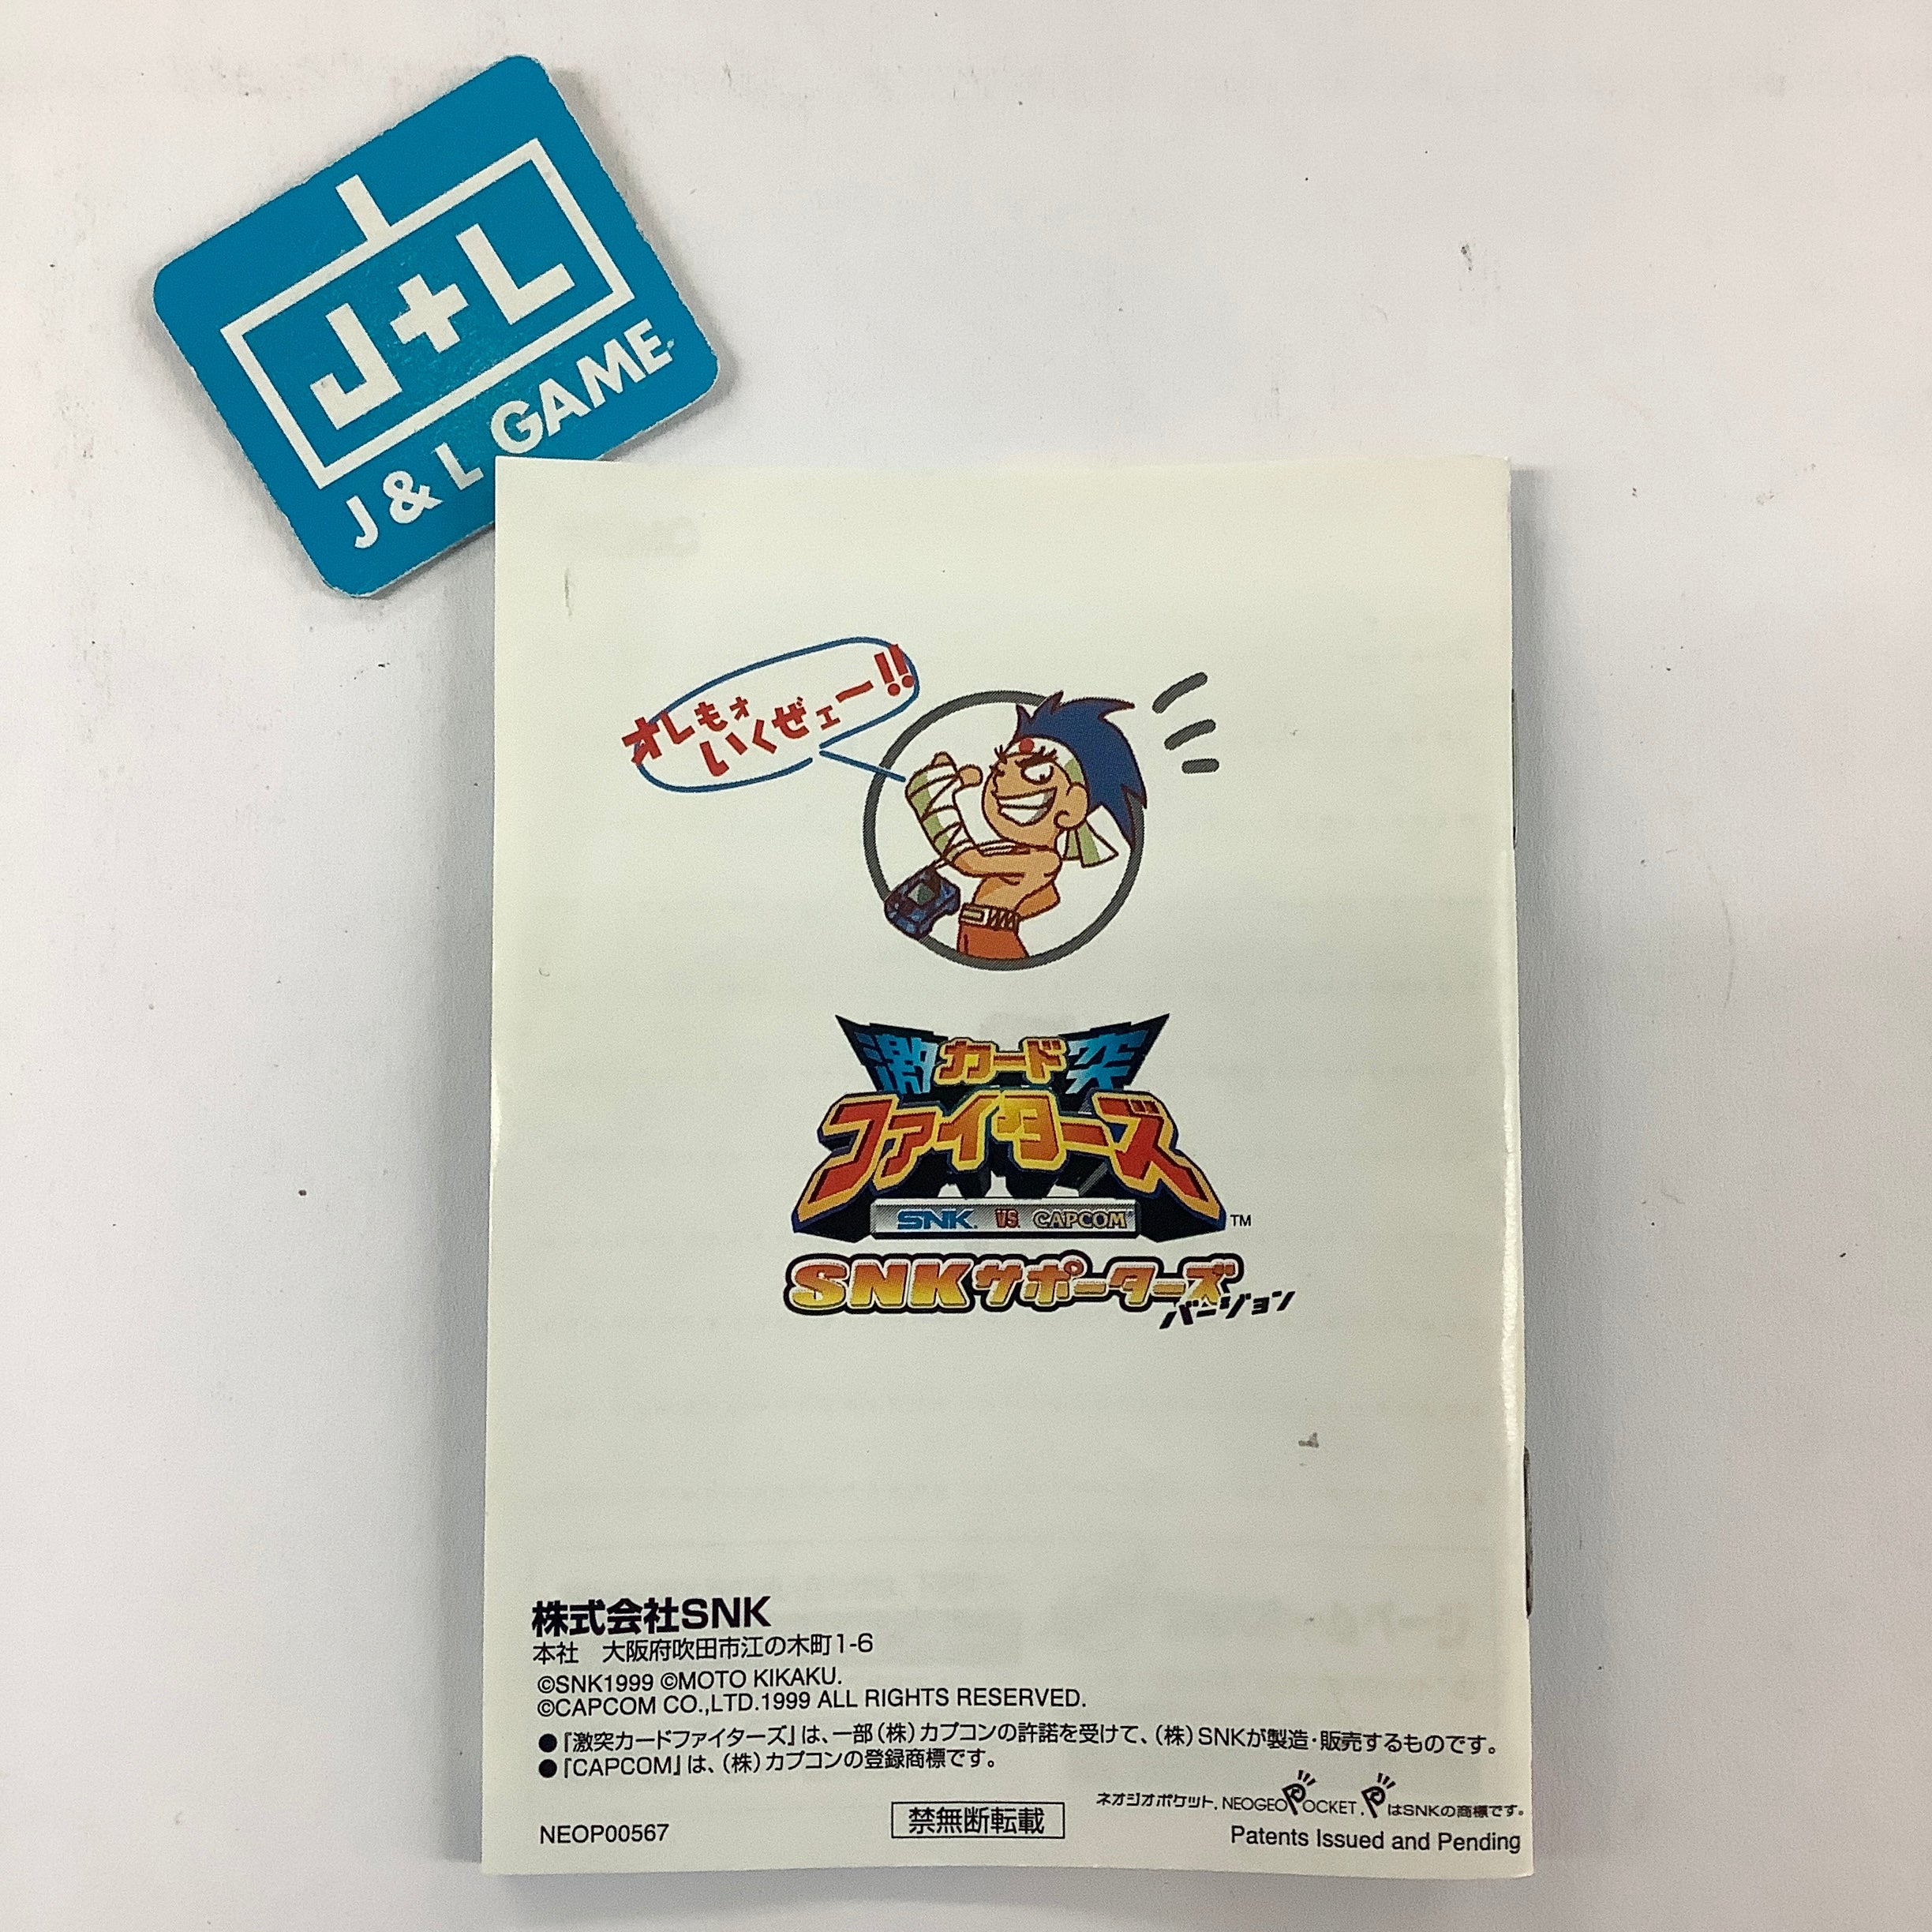 J+L
J & L GAME
オレもォ
いくぜェー!!
激カード突
ファイターズ
SNK VS. CAPCOM TM
SNKサポーターズ
バージョン
株式会社SNK
本社　大阪府吹田市江の木町1-6
©SNK1999 ©MOTO KIKAKU.
©CAPCOM CO.,LTD.1999 ALL RIGHTS RESERVED.
●『激突カードファイターズ』は、一部(株)カプコンの許諾を受けて、(株)SNKが製造・販売するものです。
●『CAPCOM』は、(株)カプコンの登録商標です。
ネオジオポケット, NEOGEO POCKET, PはSNKの商標です。
NEOP00567
禁無断転載
Patents Issued and Pending